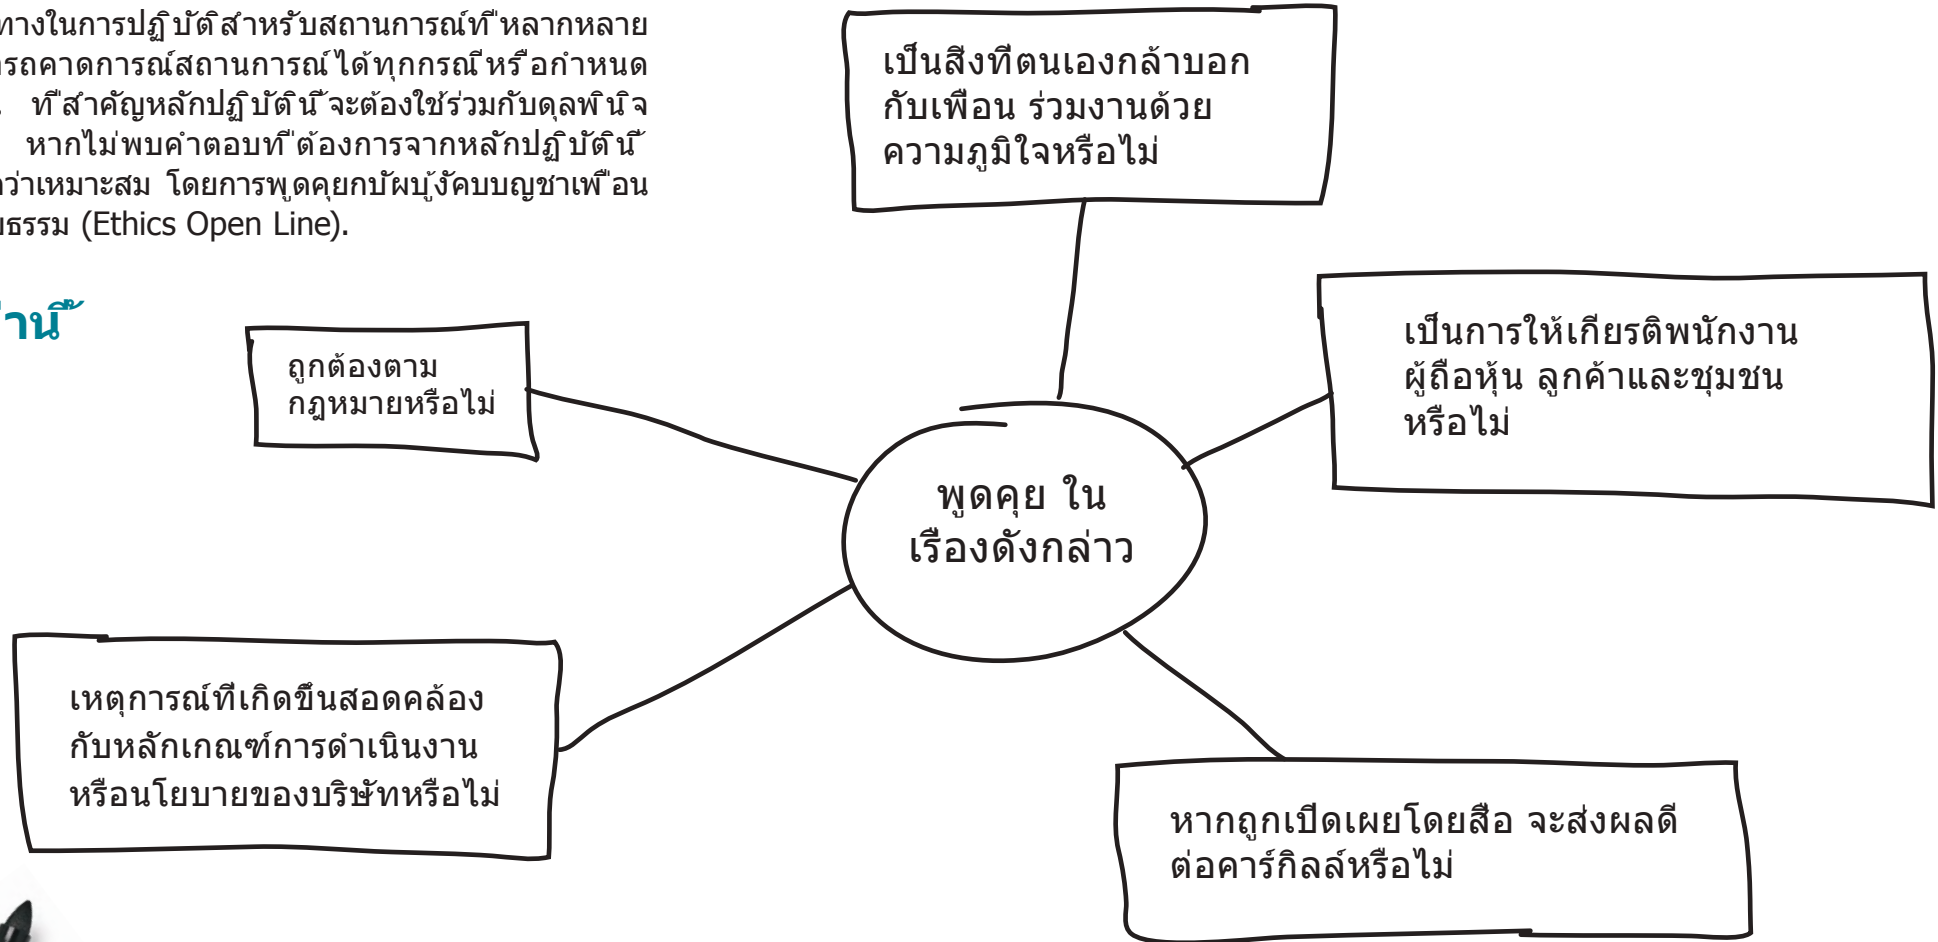 ทางในการปฏิบัติสำหรับสถานการณ์ที่หลากหลาย
รถคาดการณ์สถานการณ์ได้ทุกกรณีหรือกำหนด
ที่สำคัญหลักปฏิบัตินี้จะต้องใช้ร่วมกับดุลพินิจ
หากไม่พบคำตอบที่ต้องการจากหลักปฏิบัตินี้
ว่าเหมาะสม โดยการพูดคุยกบัผบู้งัคบบญชาเพื่อน
ธรรม (Ethics Open Line).
านี้
เป็นสิ่งที่ตนเองกล้าบอก
กับเพื่อน ร่วมงานด้วย
ความภูมิใจหรือไม่
ถูกต้องตาม
กฎหมายหรือไม่
เป็นการให้เกียรติพนักงาน
ผู้ถือหุ้น ลูกค้าและชุมชน
หรือไม่
พูดคุย ใน
เรื่องดังกล่าว
เหตุการณ์ที่เกิดขึ้นสอดคล้อง
กับหลักเกณฑ์การดำเนินงาน
หรือนโยบายของบริษัทหรือไม่
หากถูกเปิดเผยโดยสื่อ จะส่งผลดี
ต่อคาร์กิลล์หรือไม่